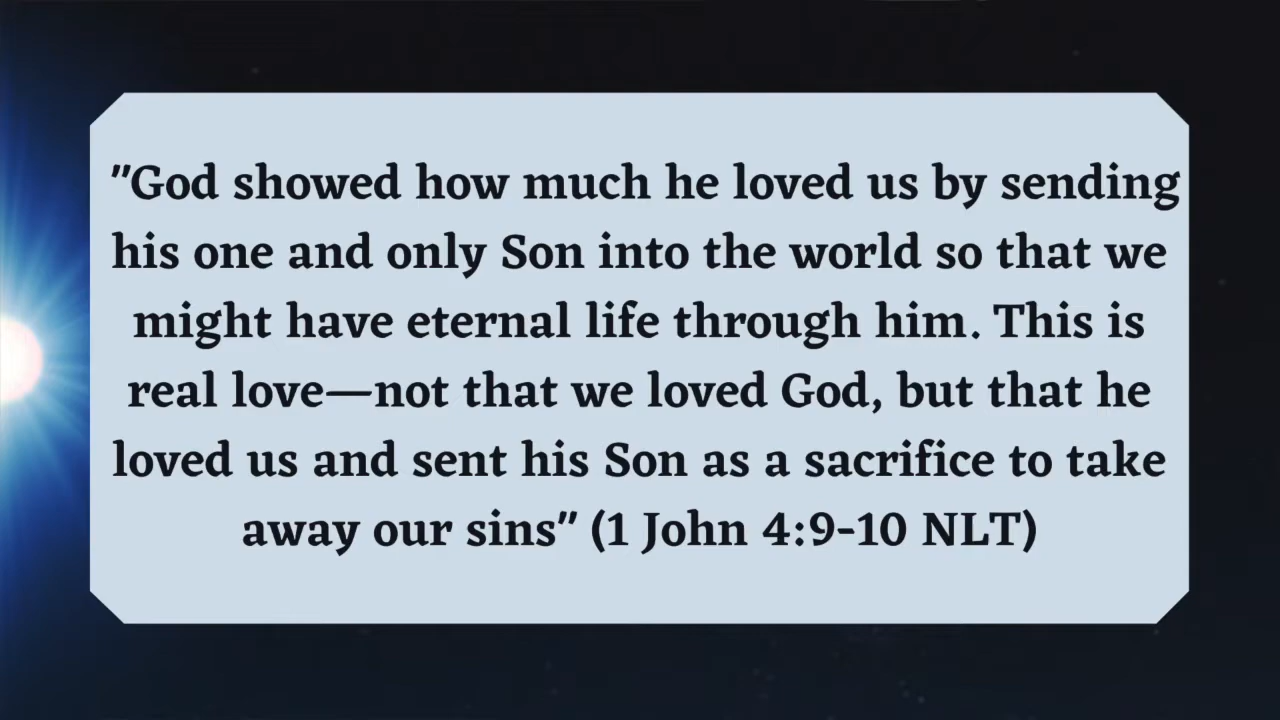 "God showed how much he loved us by sending
his one and only Son into the world so that we
might have eternal life through him. This is
real love—not that we loved God, but that he
loved us and sent his Son as a sacrifice to take
away our sins" (1 John 4:9-10 NLT)